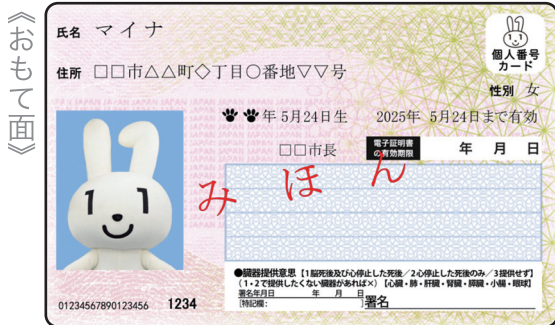 《おもて面》
氏名 マイナ
個人番号
カード
住所 □□市△△町◇丁目○番地▽▽号
性別 女
年 5月24日生 2025年 5月24日まで有効
□□市長 電子証明書の有効期限 年 月 日
みほん
1 1
●臓器提供意思【1脳死後及び心停止した死後／2心停止した死後のみ／3提供せず】
(1・2で提供したくない臓器があれば×)【心臓・肺・肝臓・腎臓・膵臓・小腸・眼球】
署名年月日 年 月 日
[特記欄: ]署名
01234567890123456 1234